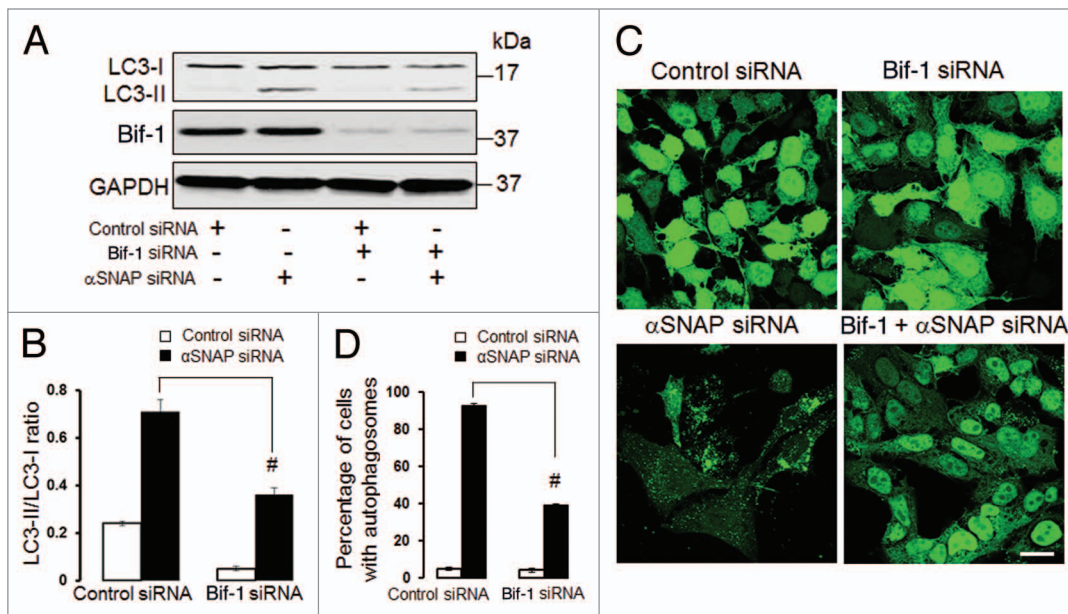 A
kDa
LC3-I
17
LC3-II
Bif-1
37
GAPDH
37
Control siRNA + - + -
Bif-1 siRNA - - + +
αSNAP siRNA - + - +
B
Control siRNA
αSNAP siRNA
LC3-II/LC3-I ratio
0.8
0.6
0.4
0.2
0
#
Control siRNA Bif-1 siRNA
D
Control siRNA
αSNAP siRNA
Percentage of cells
with autophagosomes
100
80
60
40
20
0
#
Control siRNA Bif-1 siRNA
C
Control siRNA Bif-1 siRNA
αSNAP siRNA Bif-1 + αSNAP siRNA